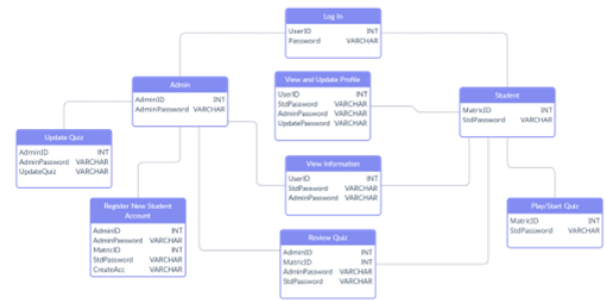 Log In
UserID INT
Password VARCHAR
Admin
AdminID INT
AdminPassword VARCHAR
View and Update Profile
UserID INT
StdPassword VARCHAR
AdminPassword VARCHAR
UpdatePassword VARCHAR
Student
MatricID INT
StdPassword VARCHAR
Update Quiz
AdminID INT
AdminPassword VARCHAR
UpdateQuiz VARCHAR
View Information
UserID INT
StdPassword VARCHAR
AdminPassword VARCHAR
Register New Student
Account
AdminID INT
AdminPassword VARCHAR
MatricID INT
StdPassword VARCHAR
CreateAcc VARCHAR
Review Quiz
AdminID INT
MatricID INT
AdminPassword VARCHAR
StdPassword VARCHAR
Play/Start Quiz
MatricID INT
StdPassword VARCHAR